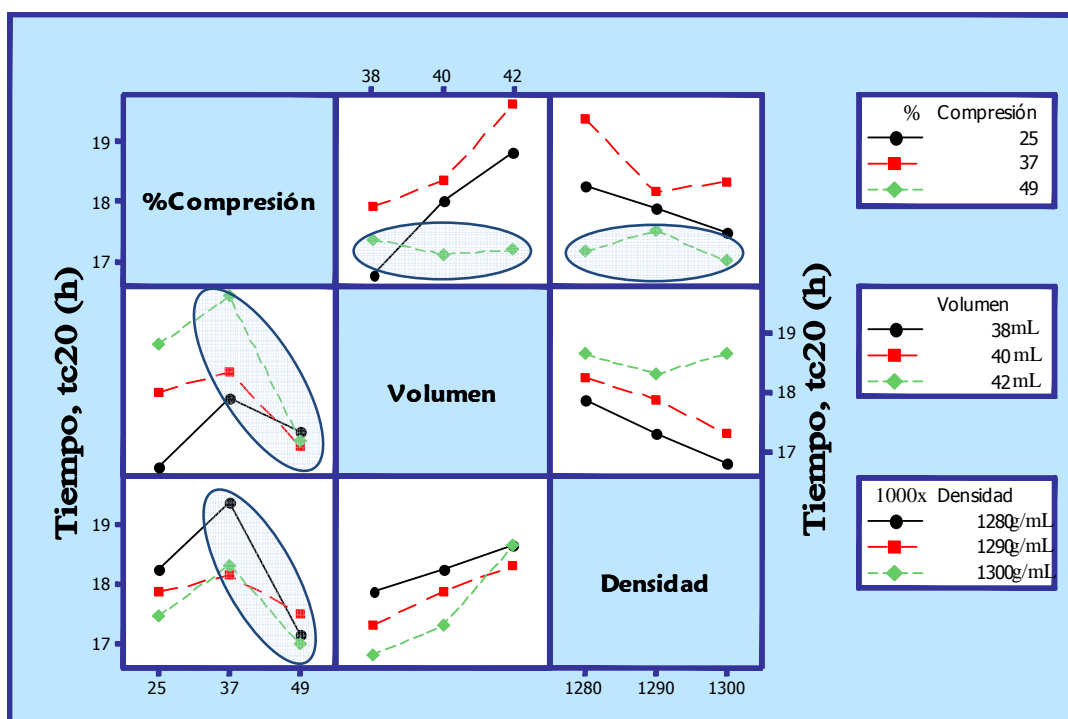 38 40 42
19
18
17
%Compresión
Tiempo, tc20 (h)
Volumen
19
18
17
Tiempo, tc20 (h)
19
18
17
Densidad
25 37 49
1280 1290 1300
% Compresión
25
37
49
Volumen
38mL
40 mL
42mL
1000x Densidad
1280g/mL
1290g/mL
1300g/mL